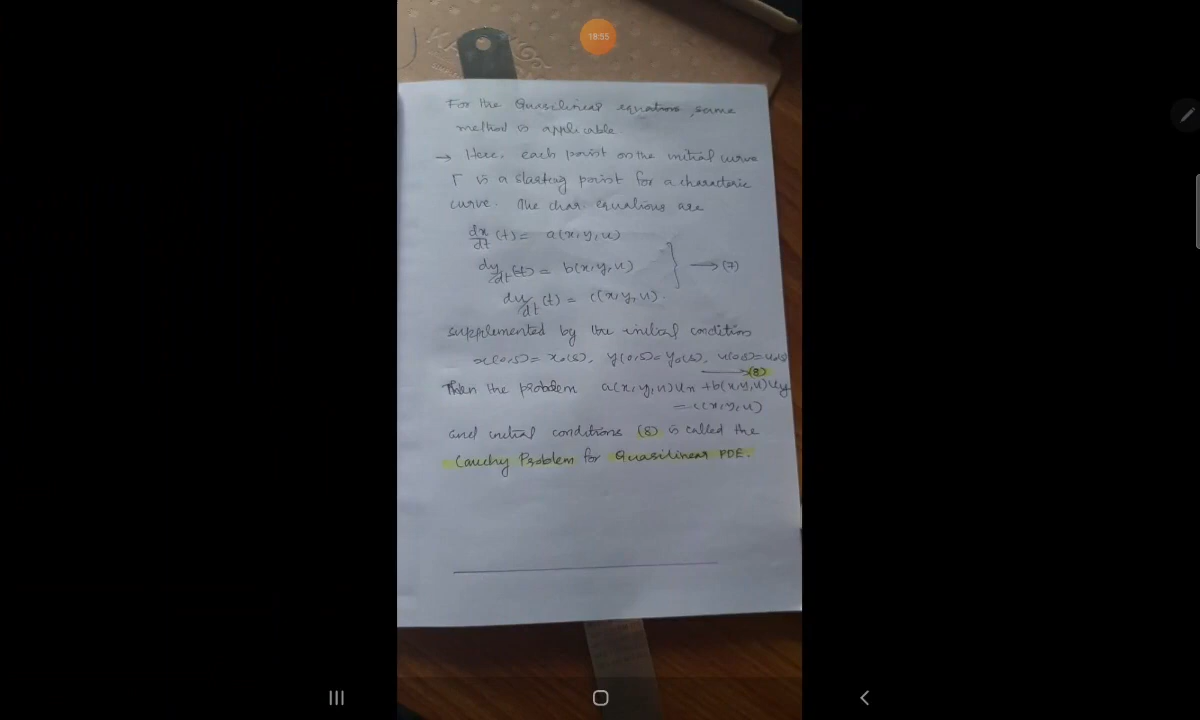 18:55
For the Quasilinear equations, same
method is applicable.
→ Here, each point on the initial curve
Γ is a starting point for a characteric
curve. The char. equations are
dx/dt (t) = a(x,y,u)
dy/dt (t) = b(x,y,u) } → (7)
du/dt (t) = c(x,y,u).
supplemented by the initial condition
x(0,s) = x₀(s), y(0,s) = y₀(s), u(0,s) = u₀(s)
→ (8)
Then the problem a(x,y,u)ux + b(x,y,u)uy
= c(x,y,u)
and initial conditions (8) is called the
Cauchy Problem for Quasilinear PDE.